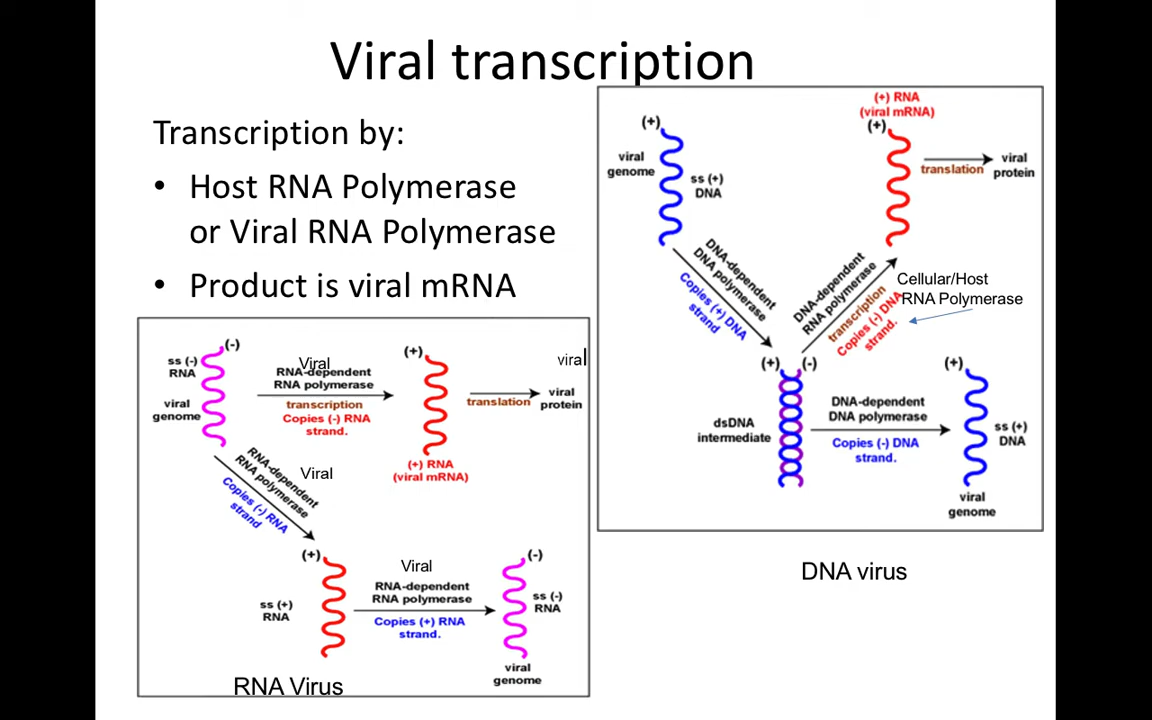 Viral transcription
Transcription by:
• Host RNA Polymerase
or Viral RNA Polymerase
• Product is viral mRNA
(-)
ss (-)
RNA
viral
genome
Viral
RNA-dependent
RNA polymerase
transcription
Copies (-) RNA
strand.
(+)
(+) RNA
(viral mRNA)
translation
viral
viral
protein
RNA-dependent
RNA polymerase
Copies (-) RNA
strand
Viral
(+)
ss (+)
RNA
Viral
RNA-dependent
RNA polymerase
Copies (+) RNA
strand.
(-)
ss (-)
RNA
viral
genome
RNA Virus
(+)
viral
genome
ss (+)
DNA
DNA-dependent
DNA polymerase
Copies (+) DNA
strand
(+) RNA
(viral mRNA)
(+)
translation
viral
protein
DNA-dependent
RNA polymerase
transcription
Copies (-) DNA
strand.
Cellular/Host
RNA Polymerase
(+) (-)
dsDNA
intermediate
DNA-dependent
DNA polymerase
Copies (-) DNA
strand.
(+)
ss (+)
DNA
viral
genome
DNA virus